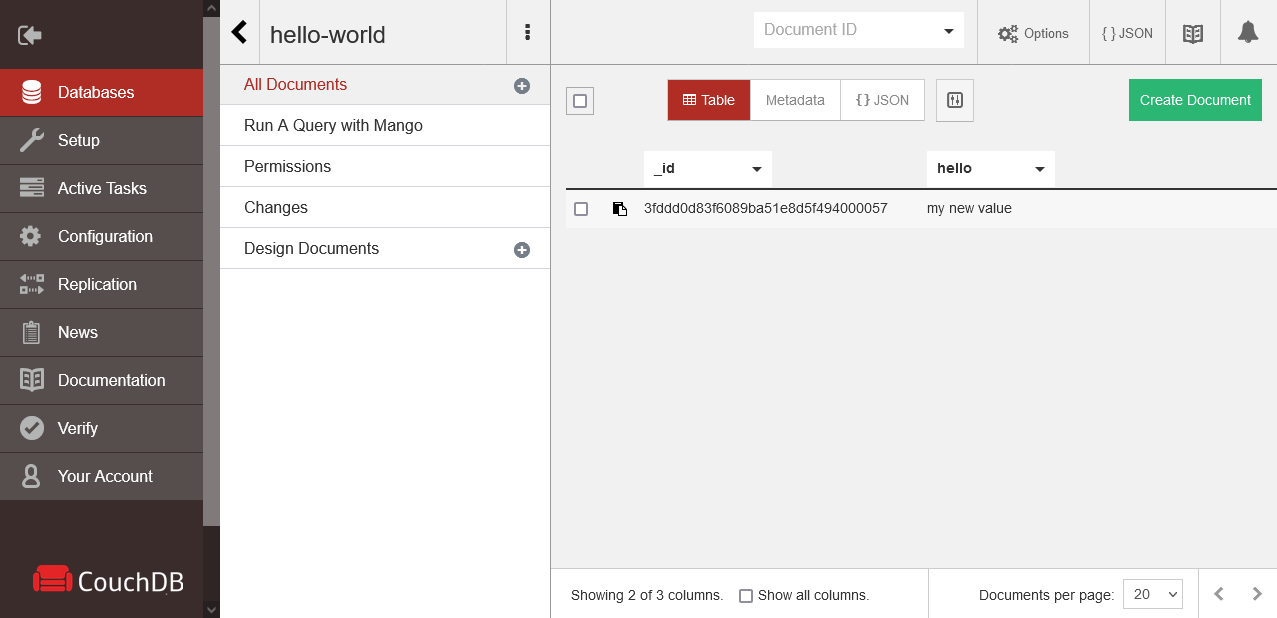 Databases
Setup
Active Tasks
Configuration
Replication
News
Documentation
Verify
Your Account
CouchDB
hello-world
All Documents
Run A Query with Mango
Permissions
Changes
Design Documents
Document ID
Options
{ } JSON
Table
Metadata
{ } JSON
Create Document
_id hello
3fddd0d83f6089ba51e8d5f494000057 my new value
Showing 2 of 3 columns. Show all columns.
Documents per page: 20